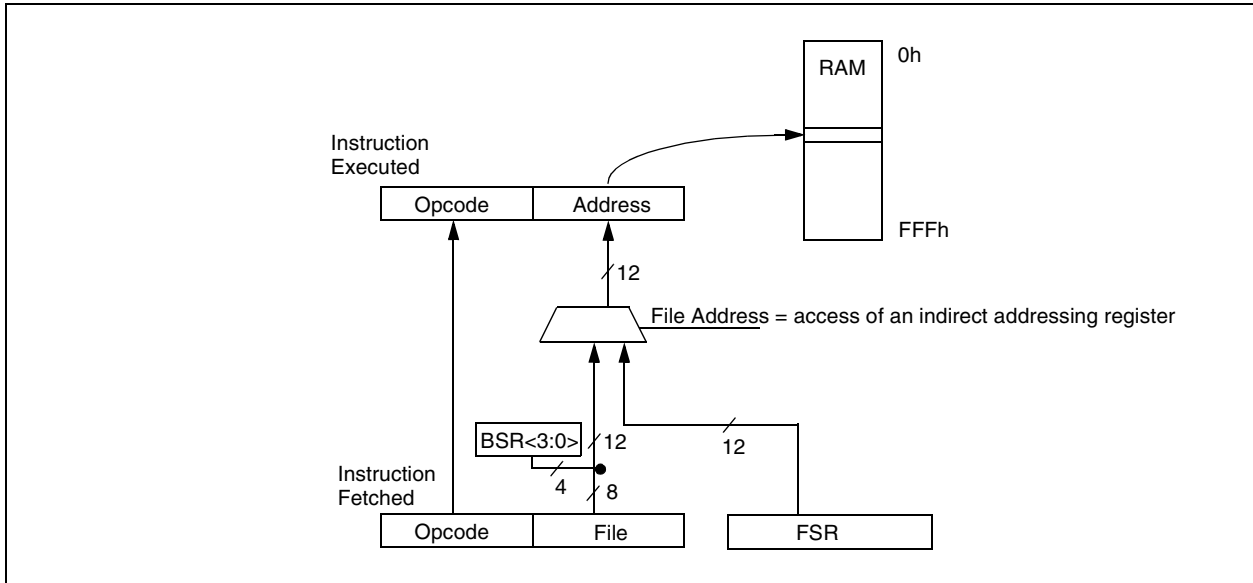 RAM
0h
Instruction
Executed
Opcode
Address
FFFh
12
File Address = access of an indirect addressing register
BSR<3:0>
12
12
4
8
Instruction
Fetched
Opcode
File
FSR